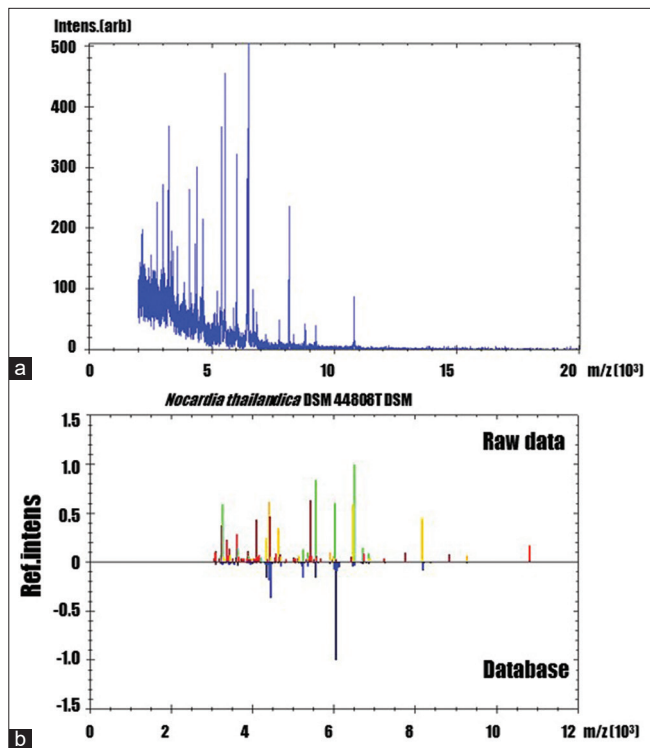 Intens.(arb)
500
400
300
200
100
0
0 5 10 15 20 m/z (10³)
a
Nocardia thailandica DSM 44808T DSM
1.5
Raw data
1.0
0.5
0
Ref.intens
-0.5
-1.0
Database
-1.5
0 2 4 6 8 10 12 m/z (10³)
b